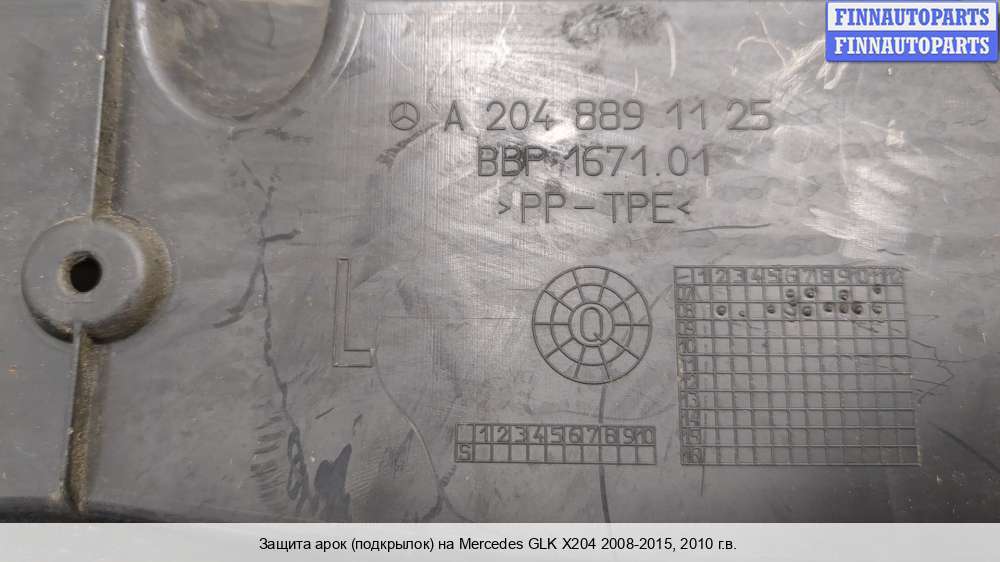 FINNAUTOPARTS
FINNAUTOPARTS
A 204 889 11 25
BBP 1671.01
>PP-TPE<
L
Q
1 2 3 4 5 6 7 8 9 10 11 12
07
08
09
10
11
12
13
14
15
16
1 2 3 4 5 6 7 8 9 10
S
Защита арок (подкрылок) на Mercedes GLK X204 2008-2015, 2010 г.в.